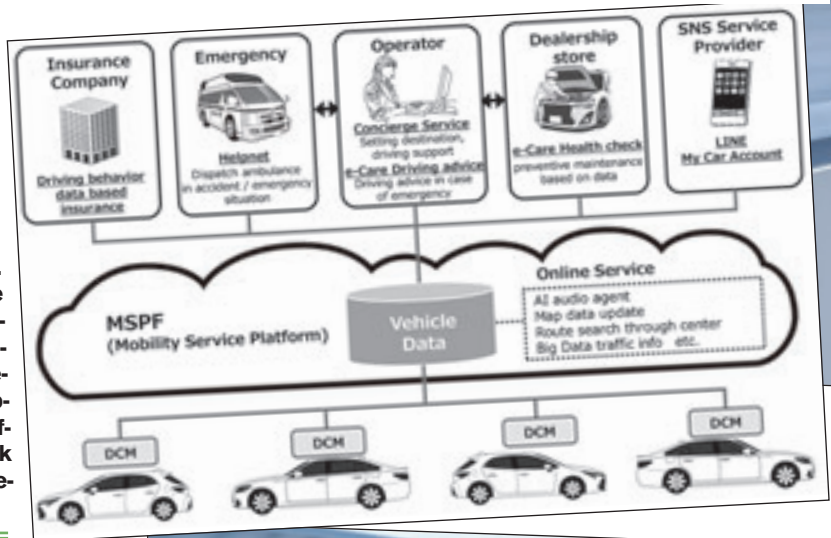 Insurance
Company
Driving behavior
data based
insurance
Emergency
Helpnet
Dispatch ambulance
in accident / emergency
situation
Operator
Concierge Service
Setting destination,
driving support
e-Care Driving advice
Driving advice in case
of emergency
Dealership
store
e-Care Health check
preventive maintenance
based on data
SNS Service
Provider
LINE
My Car Account
MSPF
(Mobility Service Platform)
Vehicle
Data
Online Service
AI audio agent
Map data update
Route search through center
Big Data traffic info etc.
DCM
DCM
DCM
DCM